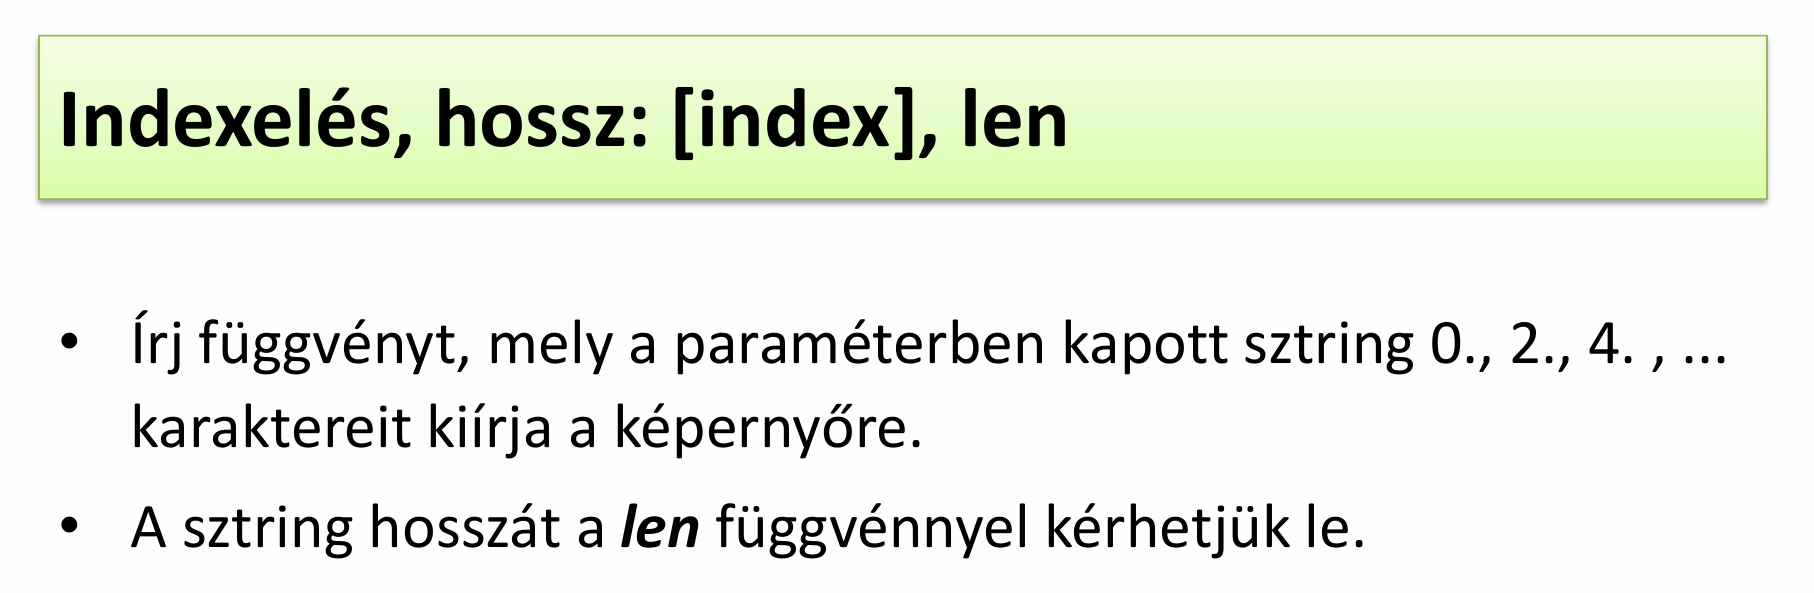 Indexelés, hossz: [index], len
• Írj függvényt, mely a paraméterben kapott sztring 0., 2., 4. , ...
karaktereit kiírja a képernyőre.
• A sztring hosszát a len függvénnyel kérhetjük le.